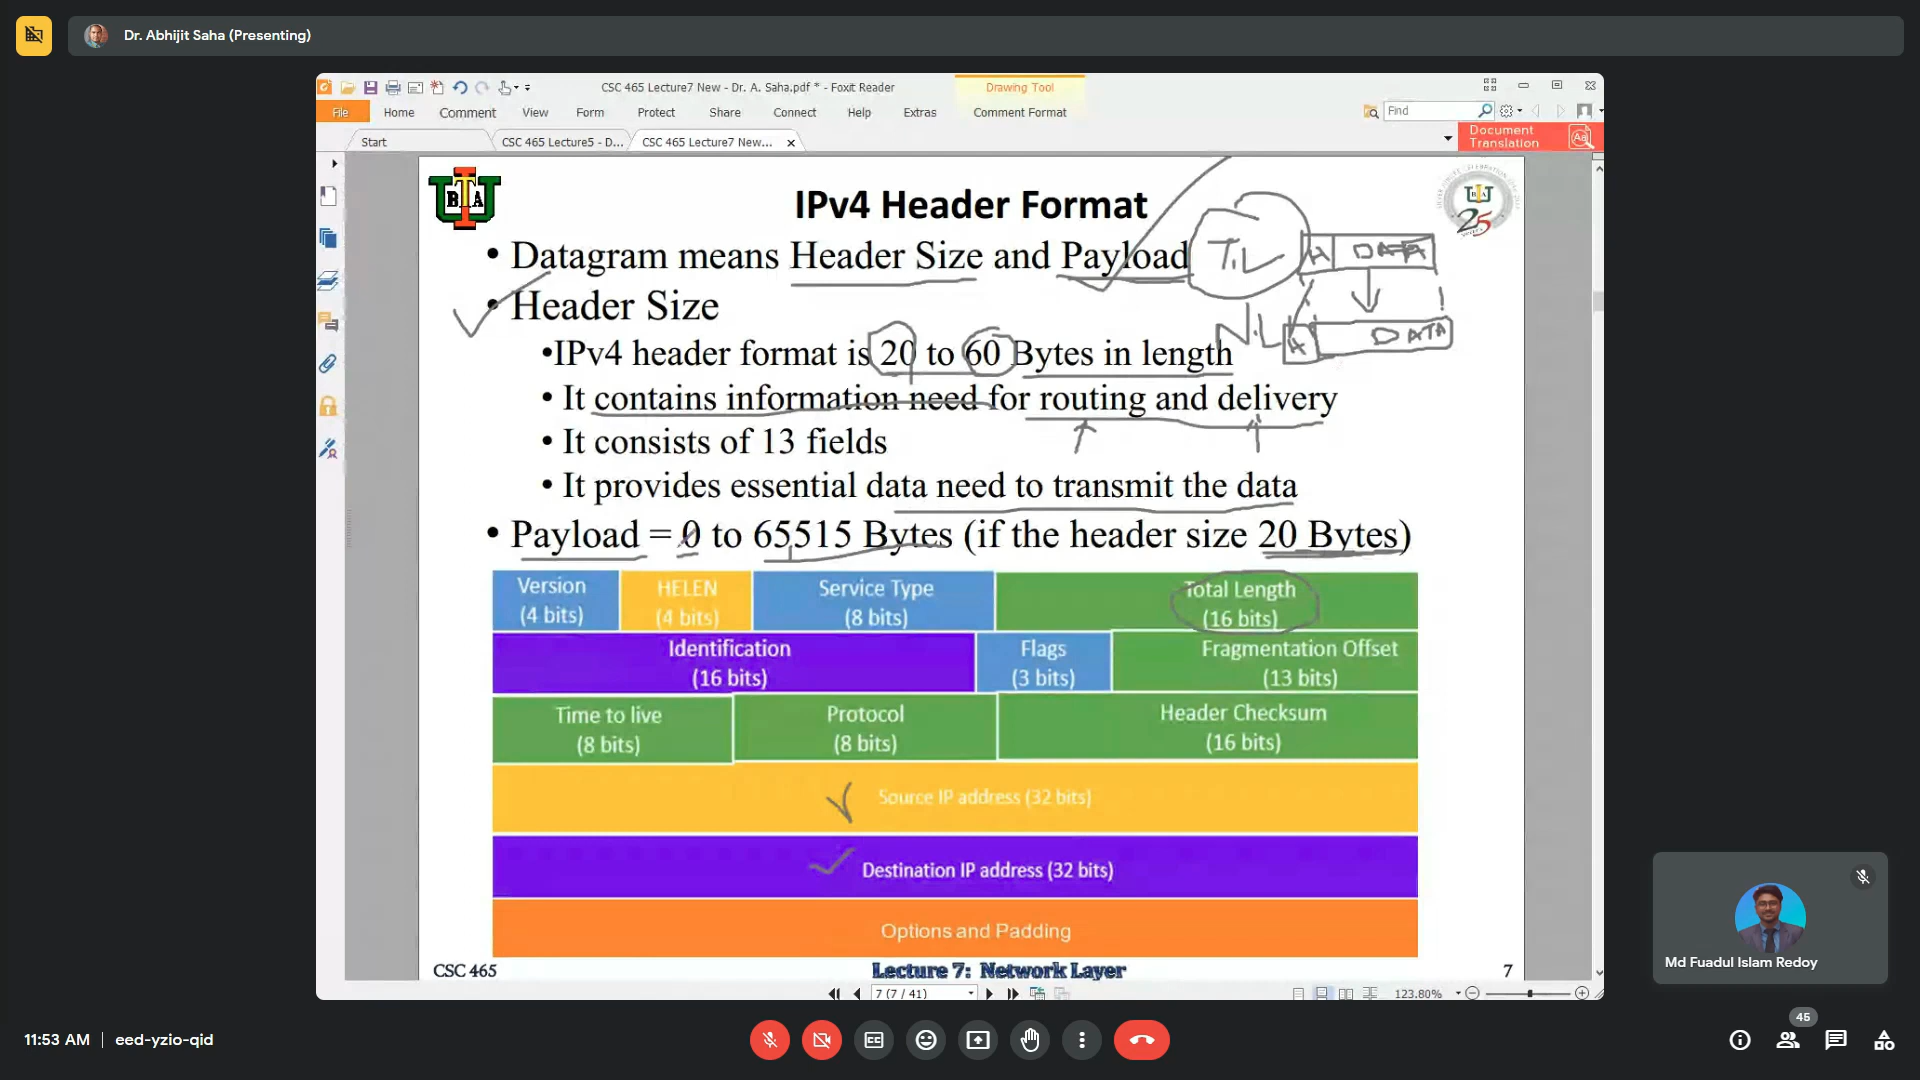 Dr. Abhijit Saha (Presenting)
CSC 465 Lecture7 New - Dr. A. Saha.pdf * - Foxit Reader
Drawing Tool
File Home Comment View Form Protect Share Connect Help Extras Comment Format
Find
Start
CSC 465 Lecture5 - D...
CSC 465 Lecture7 New...
Document
Translation
IUBAT
IPv4 Header Format
IUBAT
25
• Datagram means Header Size and Payload
T.L
H DATA
• Header Size
N.L
H DATA
•IPv4 header format is 20 to 60 Bytes in length
• It contains information need for routing and delivery
• It consists of 13 fields
• It provides essential data need to transmit the data
• Payload = 0 to 65515 Bytes (if the header size 20 Bytes)
Version
(4 bits)
HELEN
(4 bits)
Service Type
(8 bits)
Total Length
(16 bits)
Identification
(16 bits)
Flags
(3 bits)
Fragmentation Offset
(13 bits)
Time to live
(8 bits)
Protocol
(8 bits)
Header Checksum
(16 bits)
Source IP address (32 bits)
Destination IP address (32 bits)
Options and Padding
CSC 465
Lecture 7: Network Layer
7
7 (7 / 41)
123.80%
Md Fuadul Islam Redoy
11:53 AM | eed-yzio-qid
45